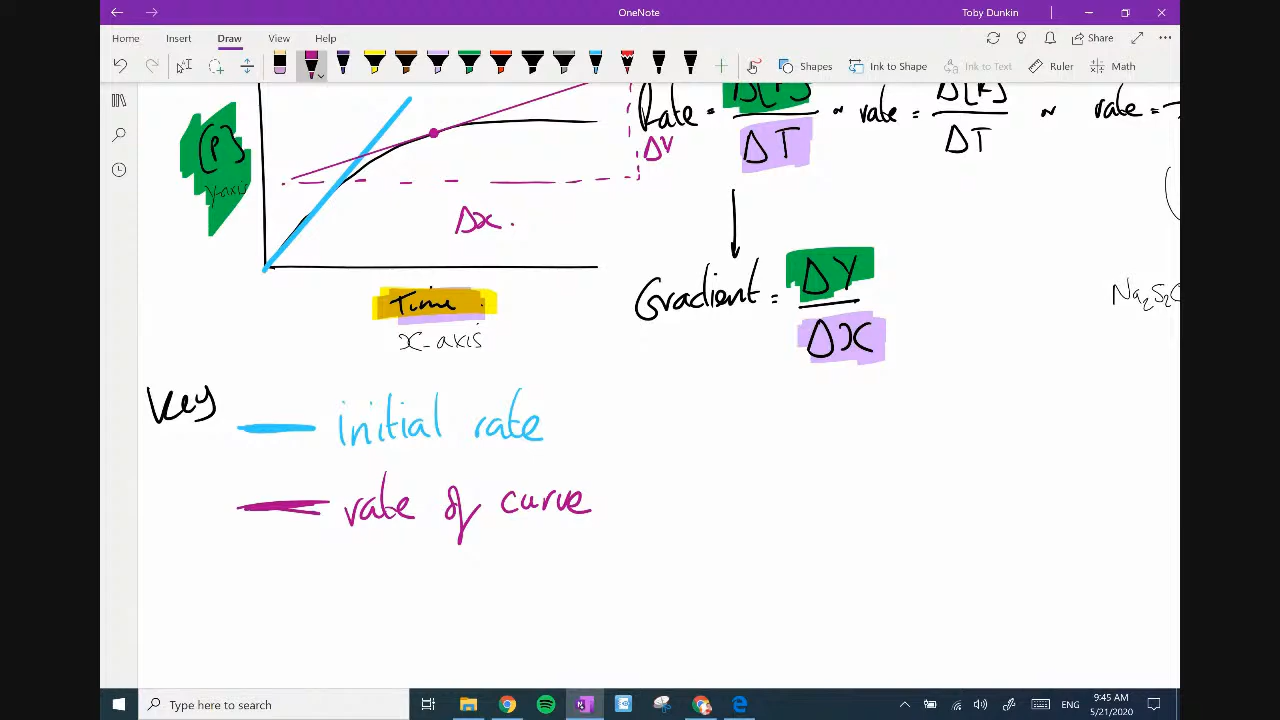 OneNote
Toby Dunkin
Home Insert Draw View Help
Share
Shapes Ink to Shape Ink to Text Ruler Math
[P]
y-axis
Rate = Δ[P] ~ rate = Δ[R] ~ rate =
ΔT ΔT
ΔY
Δx.
Gradient = ΔY
Δx
Time
x-axis
Key
initial rate
rate of curve
Type here to search
ENG
9:45 AM
5/21/2020